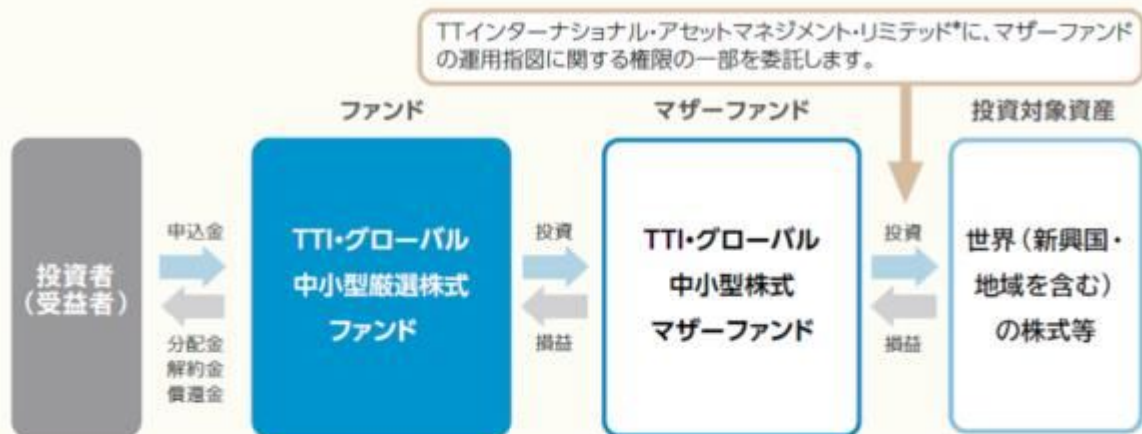 TTインターナショナル・アセットマネジメント・リミテッド*に、マザーファンド
の運用指図に関する権限の一部を委託します。
ファンド
マザーファンド
投資対象資産
投資者
(受益者)
申込金
分配金
解約金
償還金
TTI・グローバル
中小型厳選株式
ファンド
投資
損益
TTI・グローバル
中小型株式
マザーファンド
投資
損益
世界(新興国・
地域を含む)
の株式等